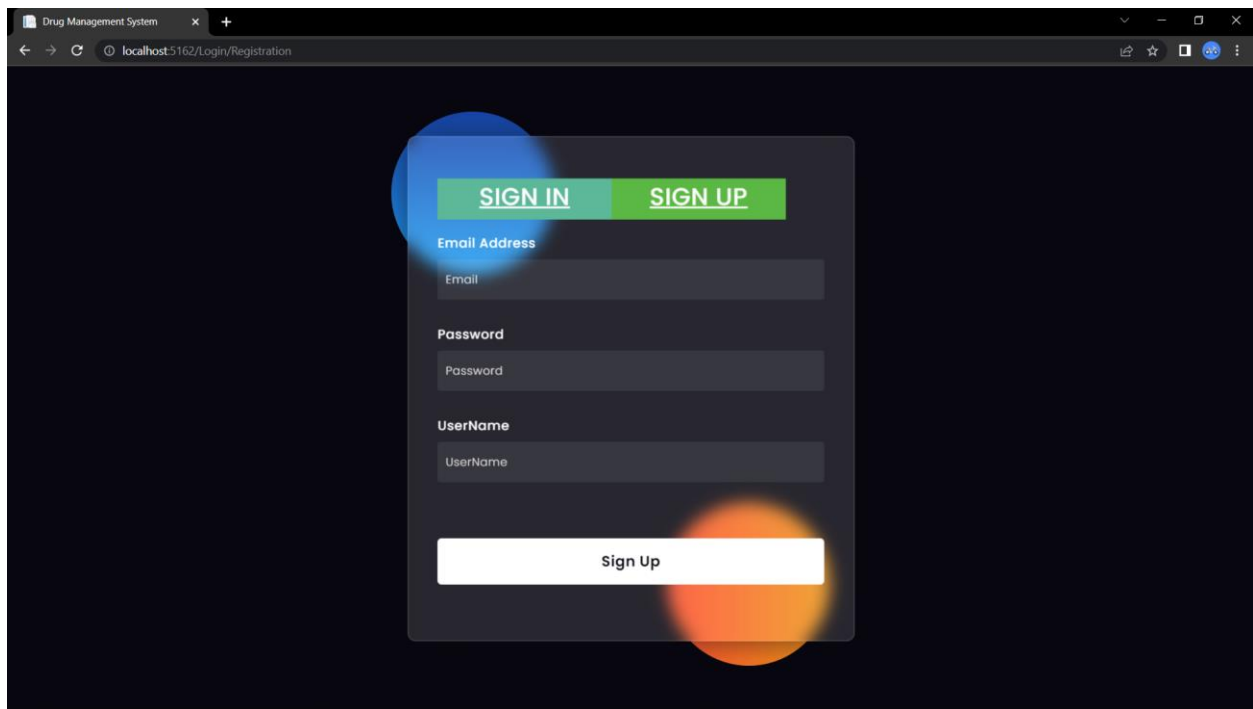 Drug Management System
localhost:5162/Login/Registration
SIGN IN SIGN UP
Email Address
Email
Password
Password
UserName
UserName
Sign Up